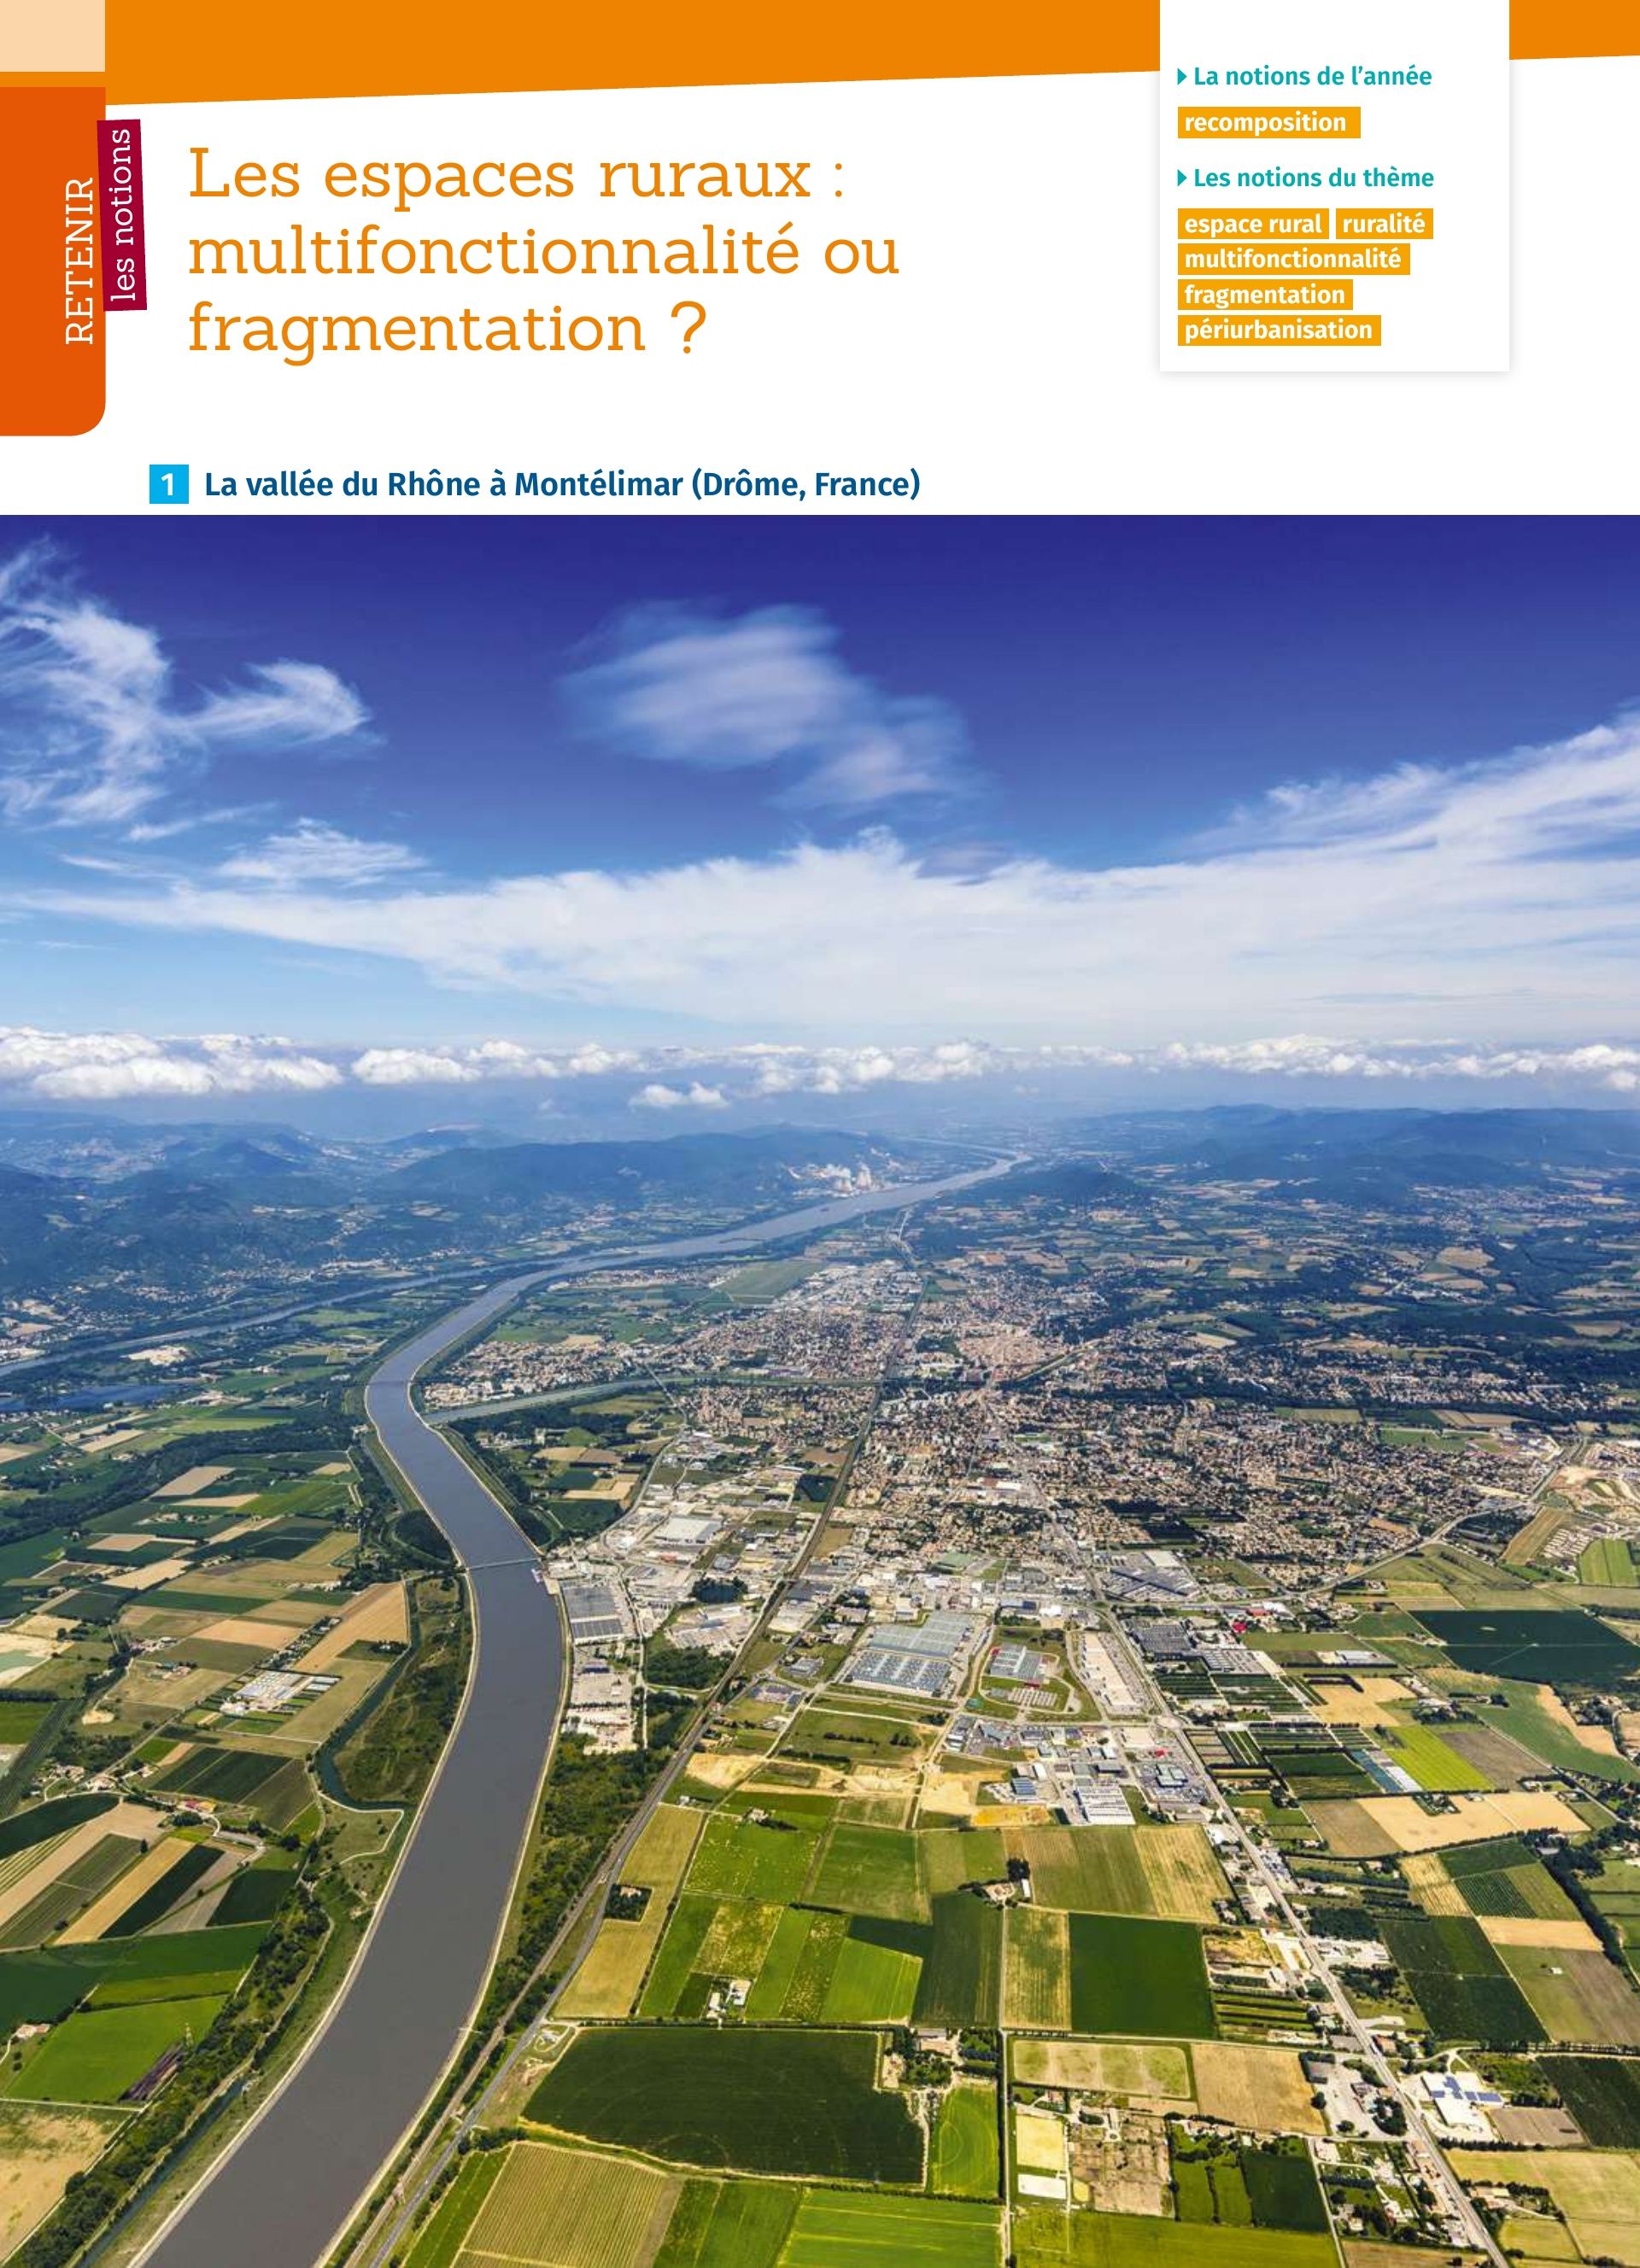 RETENIR
les notions
Les espaces ruraux :
multifonctionnalité ou
fragmentation ?
La notions de l'année
recomposition
Les notions du thème
espace rural ruralité
multifonctionnalité
fragmentation
périurbanisation
1 La vallée du Rhône à Montélimar (Drôme, France)